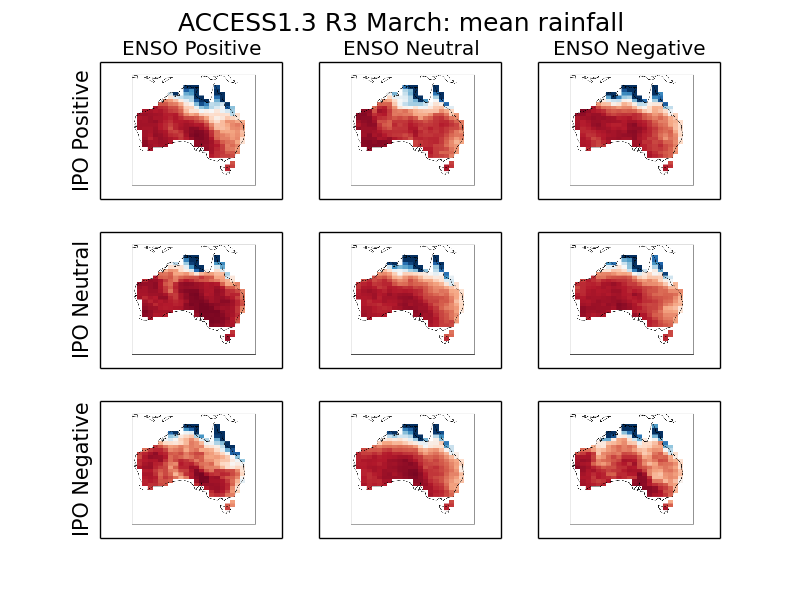 ACCESS1.3 R3 March: mean rainfall
ENSO Positive
ENSO Neutral
ENSO Negative
IPO Positive
IPO Neutral
IPO Negative